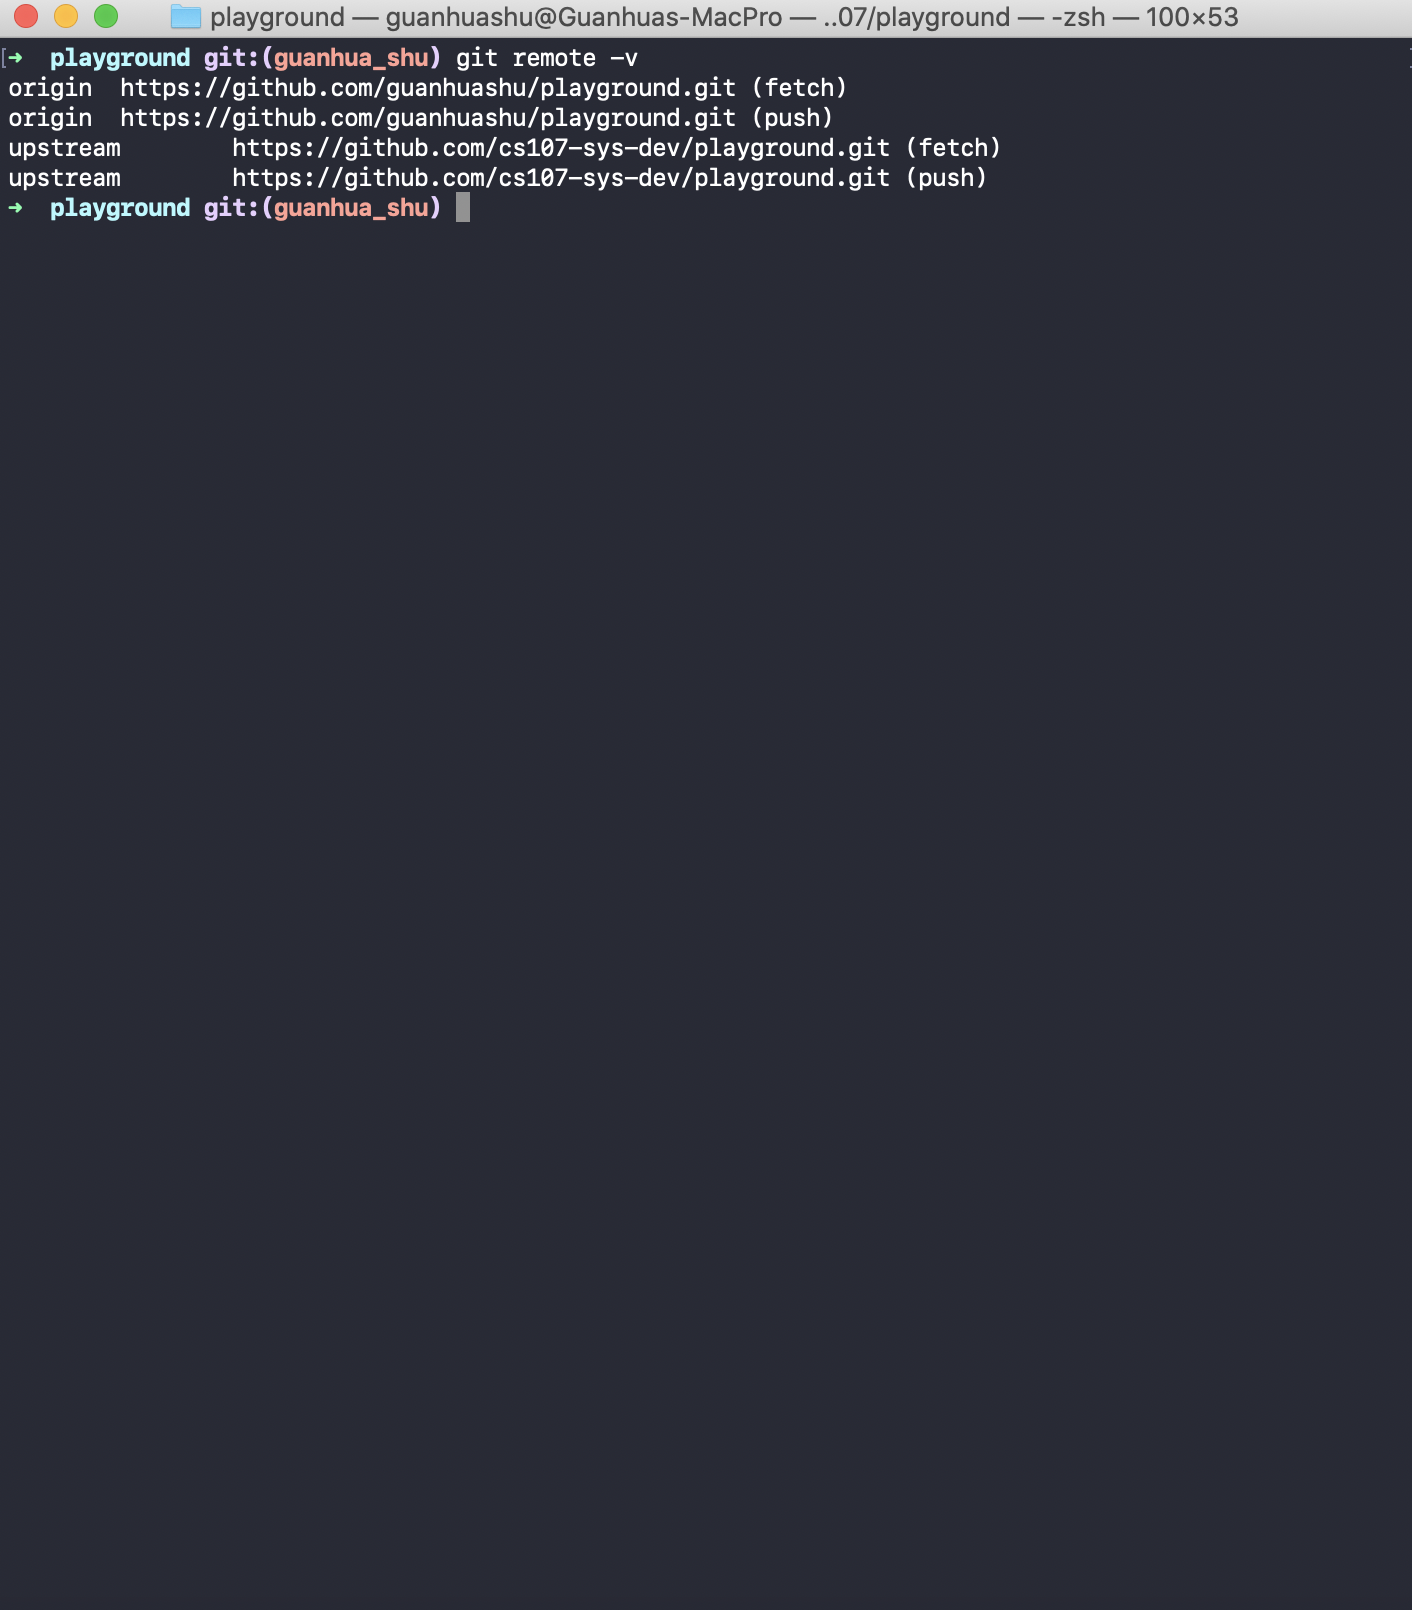 playground — guanhuashu@Guanhuas-MacPro — ..07/playground — -zsh — 100×53
[➜  playground git:(guanhua_shu) git remote -v
origin  https://github.com/guanhuashu/playground.git (fetch)
origin  https://github.com/guanhuashu/playground.git (push)
upstream        https://github.com/cs107-sys-dev/playground.git (fetch)
upstream        https://github.com/cs107-sys-dev/playground.git (push)
➜  playground git:(guanhua_shu)